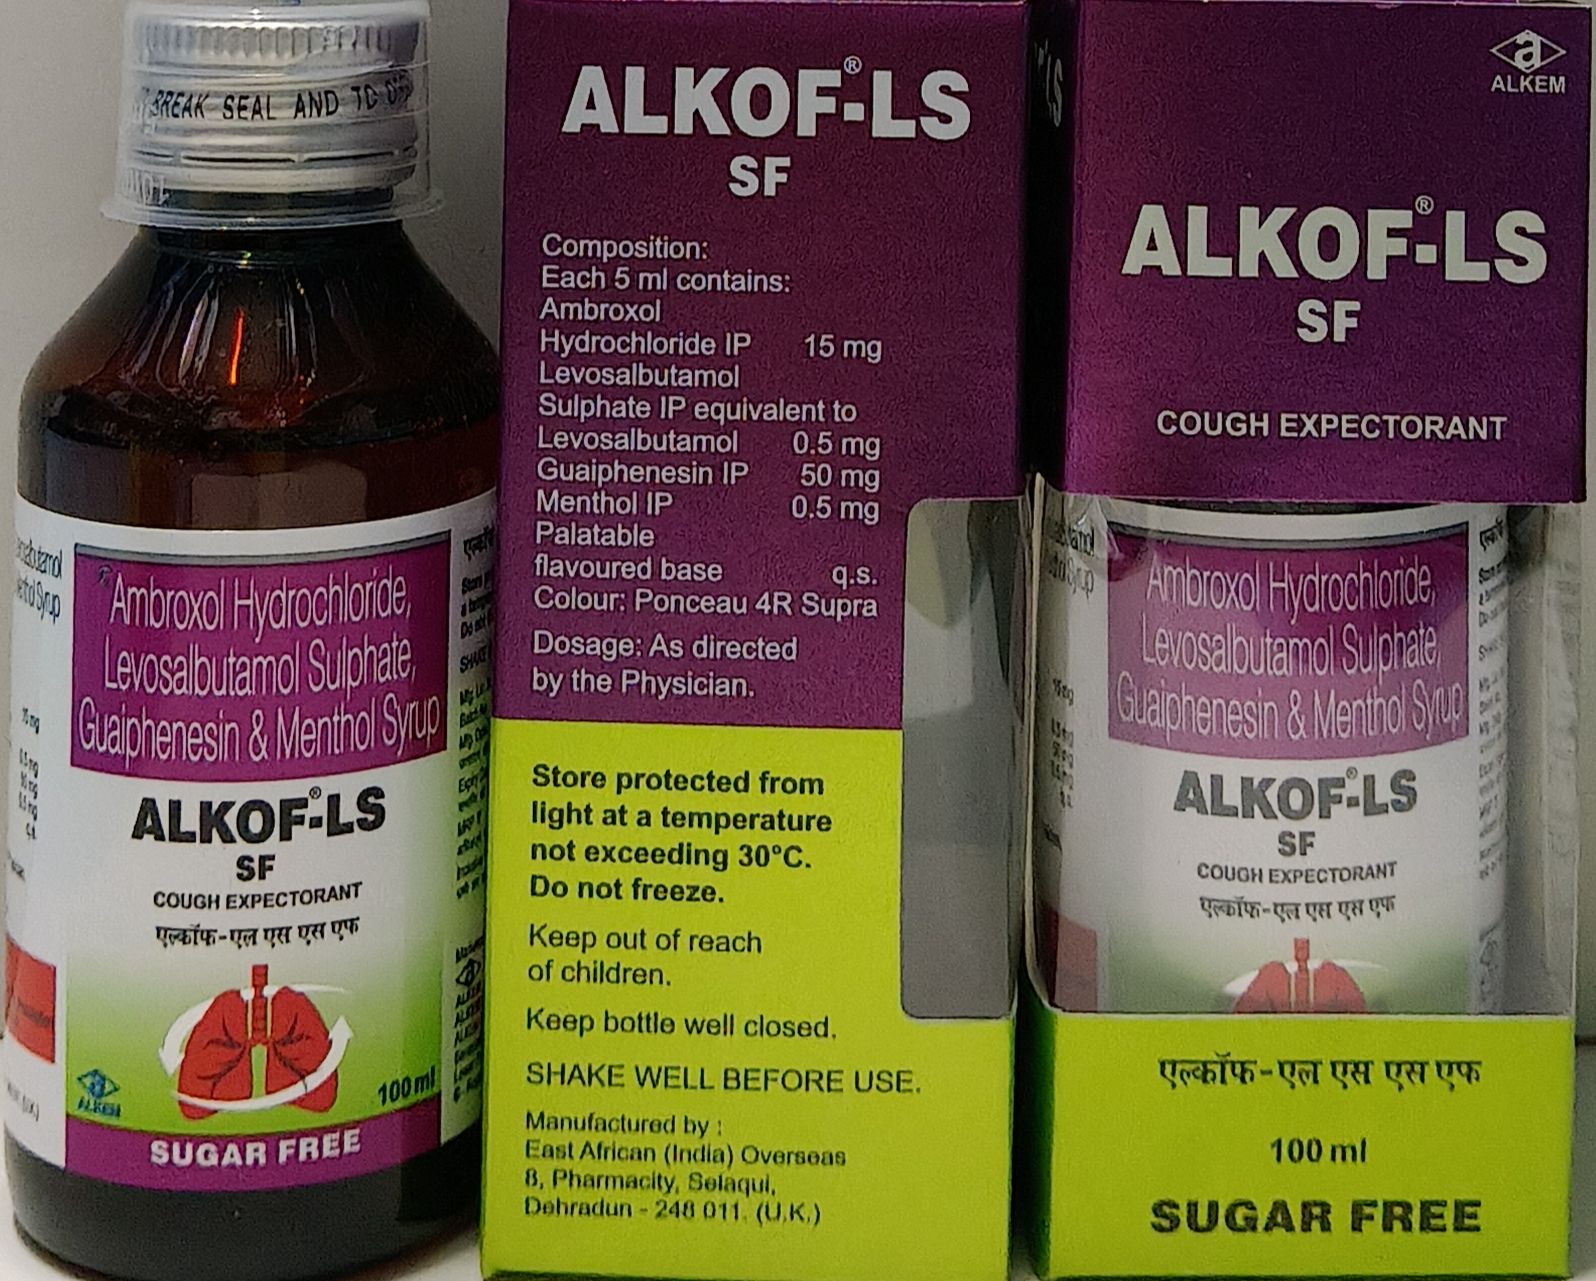 BREAK SEAL AND TO
Ambroxol Hydrochloride,
Levosalbutamol Sulphate,
Guaiphenesin & Menthol Syrup
ALKOF®-LS
SF
COUGH EXPECTORANT
एल्कॉफ-एल एस एस एफ
ALKEM
100 ml
SUGAR FREE
ALKOF®-LS
SF
Composition:
Each 5 ml contains:
Ambroxol
Hydrochloride IP 15 mg
Levosalbutamol
Sulphate IP equivalent to
Levosalbutamol 0.5 mg
Guaiphenesin IP 50 mg
Menthol IP 0.5 mg
Palatable
flavoured base q.s.
Colour: Ponceau 4R Supra
Dosage: As directed
by the Physician.
Store protected from
light at a temperature
not exceeding 30°C.
Do not freeze.
Keep out of reach
of children.
Keep bottle well closed.
SHAKE WELL BEFORE USE.
Manufactured by :
East African (India) Overseas
8, Pharmacity, Selaqui,
Dehradun - 248 011. (U.K.)
a
ALKEM
ALKOF®-LS
SF
COUGH EXPECTORANT
Ambroxol Hydrochloride,
Levosalbutamol Sulphate,
Guaiphenesin & Menthol Syrup
ALKOF®-LS
SF
COUGH EXPECTORANT
एल्कॉफ-एल एस एस एफ
एल्कॉफ-एल एस एस एफ
100 ml
SUGAR FREE